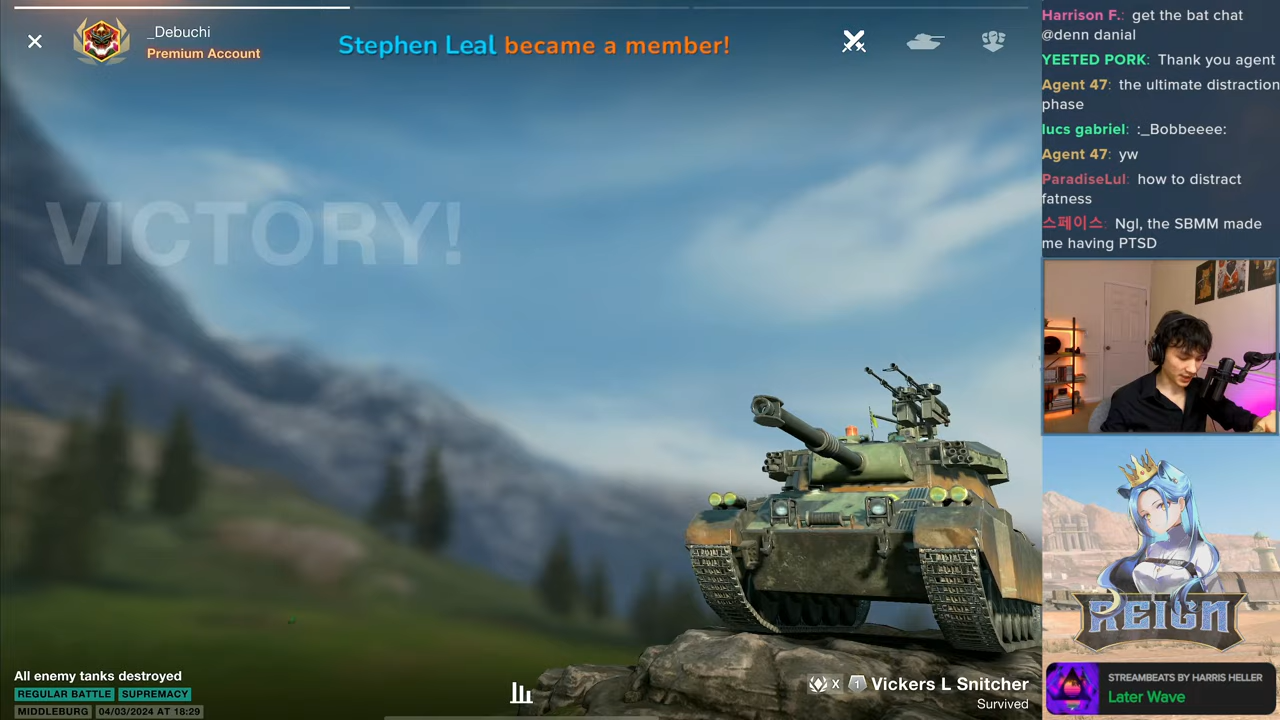 _Debuchi
Premium Account
Stephen Leal became a member!
VICTORY!
All enemy tanks destroyed
REGULAR BATTLE SUPREMACY
MIDDLEBURG 04/03/2024 AT 18:29
X 1 Vickers L Snitcher
Survived
Harrison F.: get the bat chat
@denn danial
YEETED PORK: Thank you agent
Agent 47: the ultimate distraction
phase
lucs gabriel: :_Bobbeeee:
Agent 47: yw
ParadiseLul: how to distract
fatness
스페이스: Ngl, the SBMM made
me having PTSD
REIGN
STREAMBEATS BY HARRIS HELLER
Later Wave